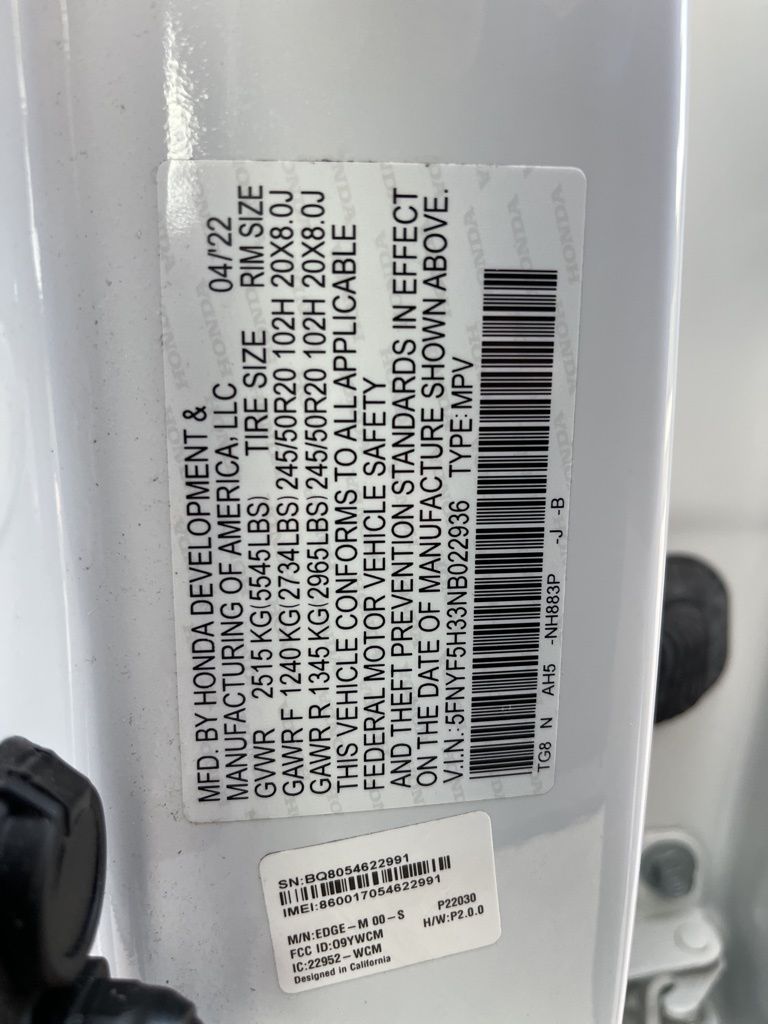 MFD. BY HONDA DEVELOPMENT &
MANUFACTURING OF AMERICA, LLC 04/'22
GVWR 2515 KG(5545LBS) TIRE SIZE RIM SIZE
GAWR F 1240 KG(2734LBS) 245/50R20 102H 20X8.0J
GAWR R 1345 KG(2965LBS) 245/50R20 102H 20X8.0J
THIS VEHICLE CONFORMS TO ALL APPLICABLE
FEDERAL MOTOR VEHICLE SAFETY
AND THEFT PREVENTION STANDARDS IN EFFECT
ON THE DATE OF MANUFACTURE SHOWN ABOVE.
V.I.N.: 5FNYF5H33NB022936 TYPE: MPV
TG8 N AH5 -NH883P -J -B
SN:BQ8054622991
IMEI:860017054622991
M/N:EDGE-M 00-S P22030
FCC ID:O9YWCM H/W:P2.0.0
IC:22952-WCM
Designed in California